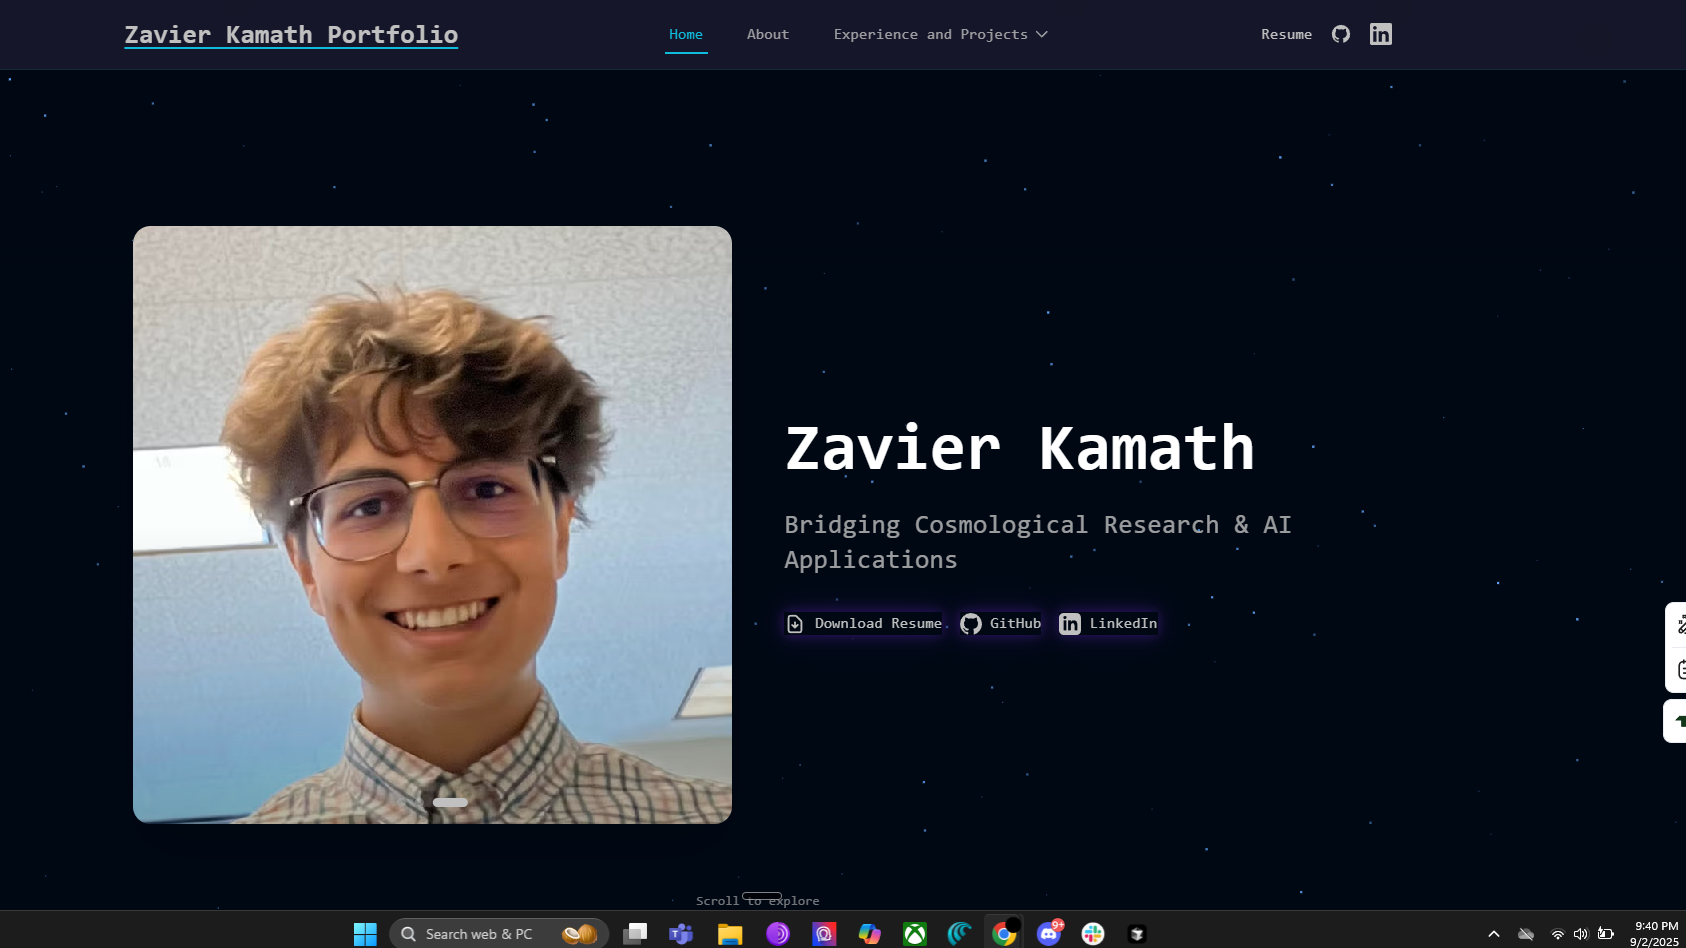 Zavier Kamath Portfolio
Home
About
Experience and Projects
Resume
Zavier Kamath
Bridging Cosmological Research & AI
Applications
Download Resume
GitHub
LinkedIn
Scroll to explore
Search web & PC
9+
9:40 PM
9/2/2025